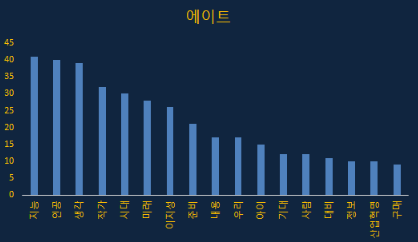 에이트
45
40
35
30
25
20
15
10
5
0
지능
인공
생각
작가
시대
미래
이지성
준비
내용
우리
아이
기대
사람
대비
정보
산업혁명
구매